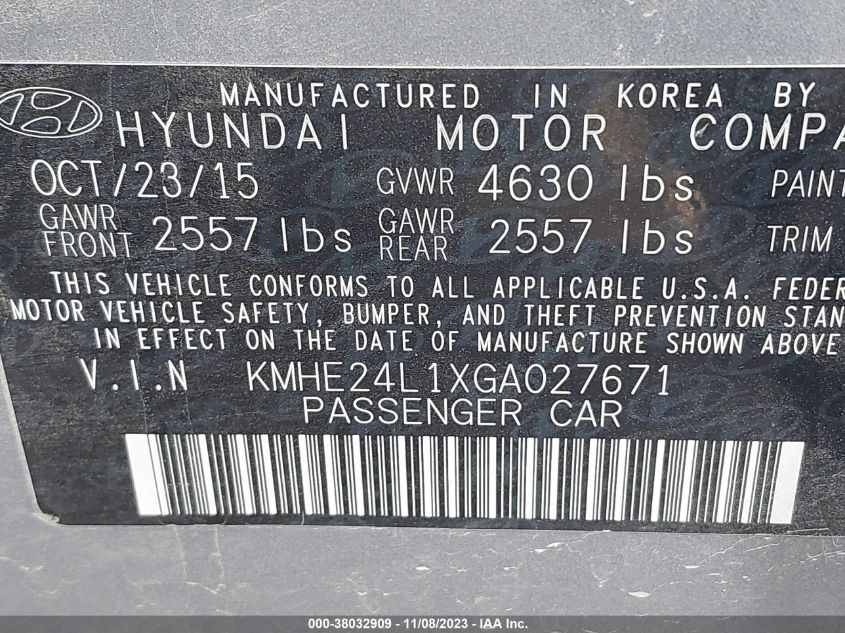 MANUFACTURED IN KOREA BY
HYUNDAI MOTOR COMPA
OCT/23/15 GVWR 4630 lbs PAINT
GAWR FRONT 2557 lbs GAWR REAR 2557 lbs TRIM
THIS VEHICLE CONFORMS TO ALL APPLICABLE U.S.A. FEDER
MOTOR VEHICLE SAFETY, BUMPER, AND THEFT PREVENTION STAN
IN EFFECT ON THE DATE OF MANUFACTURE SHOWN ABOVE
V.I.N KMHE24L1XGA027671
PASSENGER CAR
000-38032909 - 11/08/2023 - IAA Inc.